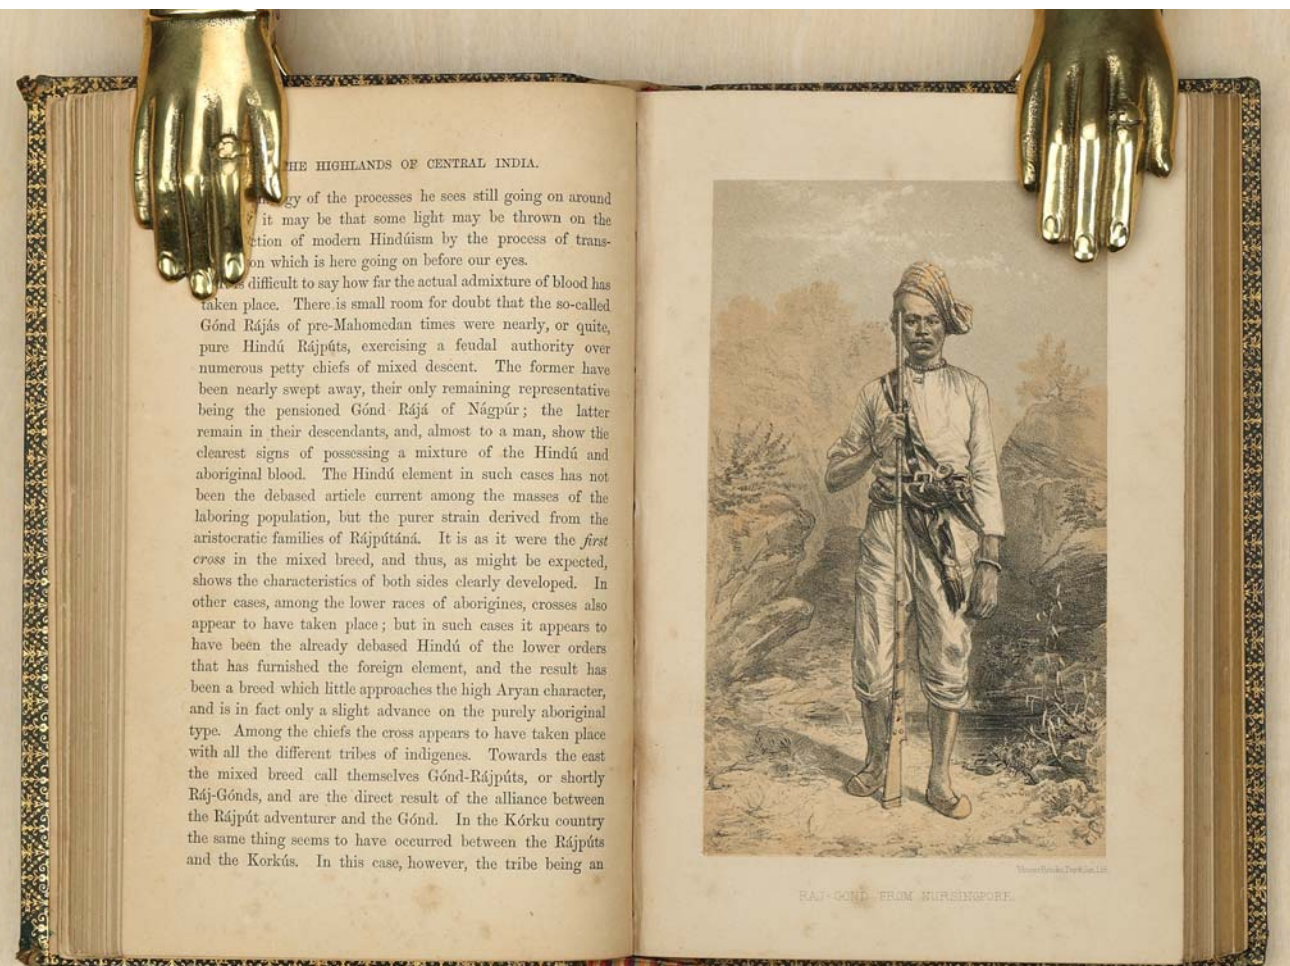 HE HIGHLANDS OF CENTRAL INDIA.
gy of the processes he sees still going on around
it may be that some light may be thrown on the
ction of modern Hindúism by the process of trans-
on which is here going on before our eyes.
is difficult to say how far the actual admixture of blood has
taken place. There is small room for doubt that the so-called
Gónd Rájás of pre-Mahomedan times were nearly, or quite,
pure Hindú Rájpúts, exercising a feudal authority over
numerous petty chiefs of mixed descent. The former have
been nearly swept away, their only remaining representative
being the pensioned Gónd Rájá of Nágpúr; the latter
remain in their descendants, and, almost to a man, show the
clearest signs of possessing a mixture of the Hindú and
aboriginal blood. The Hindú element in such cases has not
been the debased article current among the masses of the
laboring population, but the purer strain derived from the
aristocratic families of Rájpútáná. It is as it were the first
cross in the mixed breed, and thus, as might be expected,
shows the characteristics of both sides clearly developed. In
other cases, among the lower races of aborigines, crosses also
appear to have taken place; but in such cases it appears to
have been the already debased Hindú of the lower orders
that has furnished the foreign element, and the result has
been a breed which little approaches the high Aryan character,
and is in fact only a slight advance on the purely aboriginal
type. Among the chiefs the cross appears to have taken place
with all the different tribes of indigenes. Towards the east
the mixed breed call themselves Gónd-Rájpúts, or shortly
Ráj-Gónds, and are the direct result of the alliance between
the Rájpút adventurer and the Gónd. In the Kórku country
the same thing seems to have occurred between the Rájpúts
and the Korkús. In this case, however, the tribe being an
RAJ-GOND FROM NURSINGPORE.